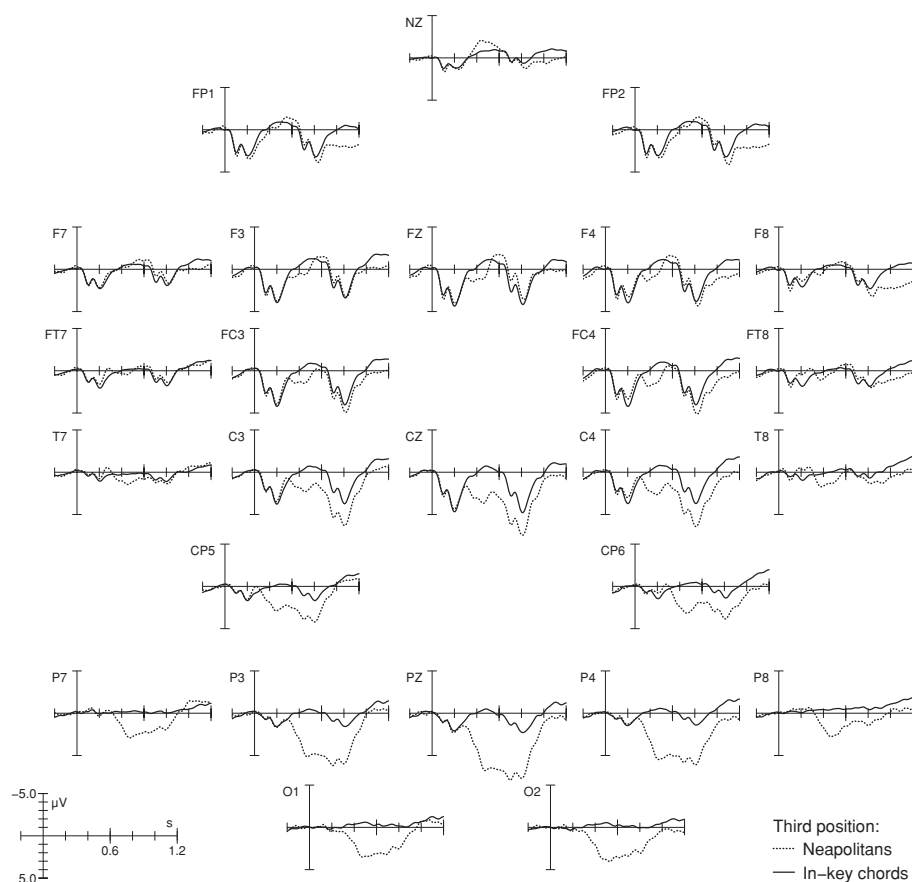 NZ
FP1 FP2
F7 F3 FZ F4 F8
FT7 FC3 FC4 FT8
T7 C3 CZ C4 T8
CP5 CP6
P7 P3 PZ P4 P8
O1 O2
−5.0
µV
s
0.6 1.2
5.0
Third position:
Neapolitans
In−key chords